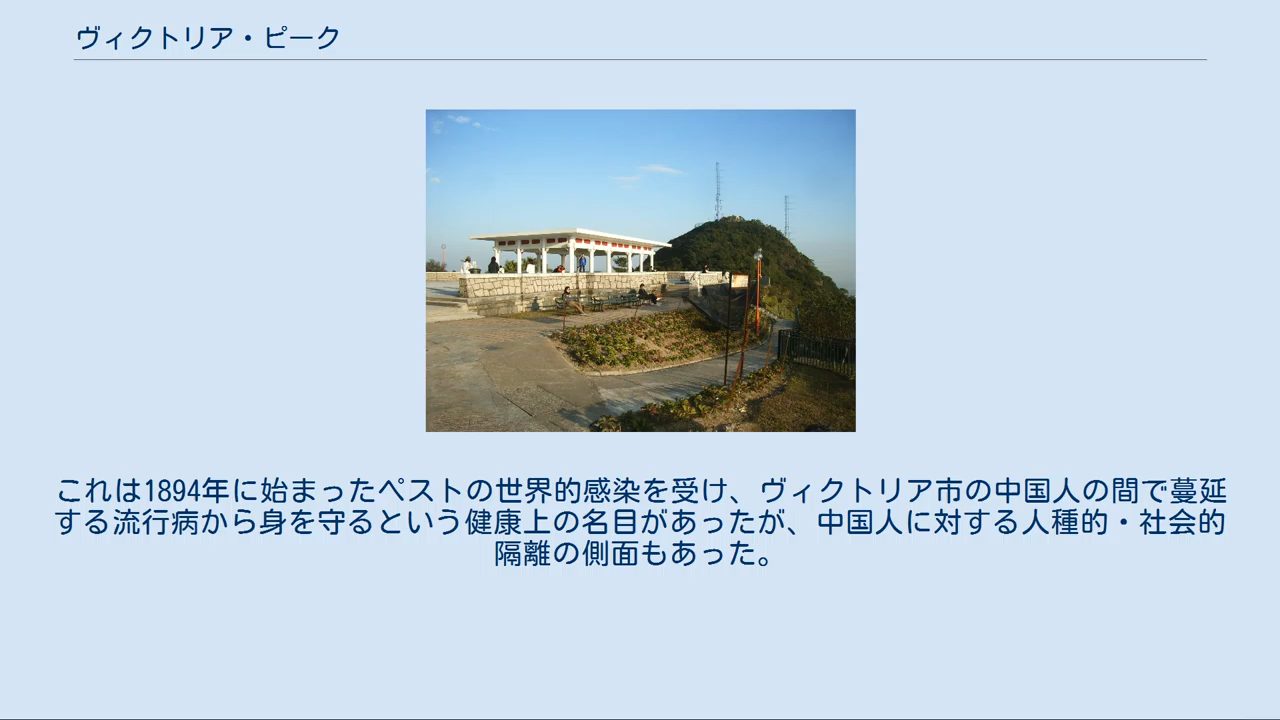 ヴィクトリア・ピーク
これは1894年に始まったペストの世界的感染を受け、ヴィクトリア市の中国人の間で蔓延
する流行病から身を守るという健康上の名目があったが、中国人に対する人種的・社会的
隔離の側面もあった。